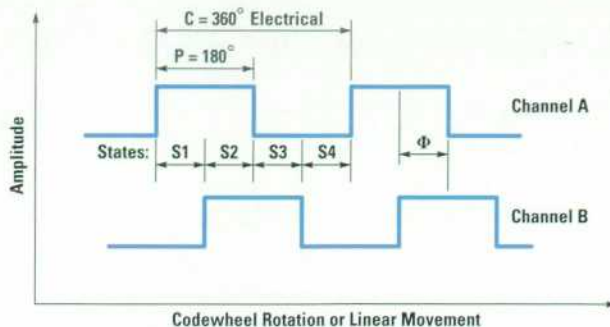 C = 360° Electrical
P = 180°
Channel A
States: S1 S2 S3 S4 Φ
Channel B
Amplitude
Codewheel Rotation or Linear Movement